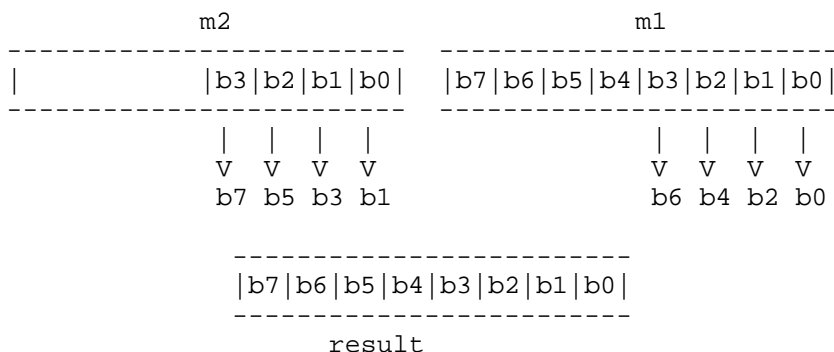 m2 m1
------------------------- -------------------------
| |b3|b2|b1|b0| |b7|b6|b5|b4|b3|b2|b1|b0|
------------------------- -------------------------
| | | | | | | |
V V V V V V V V
b7 b5 b3 b1 b6 b4 b2 b0
-------------------------
|b7|b6|b5|b4|b3|b2|b1|b0|
-------------------------
result